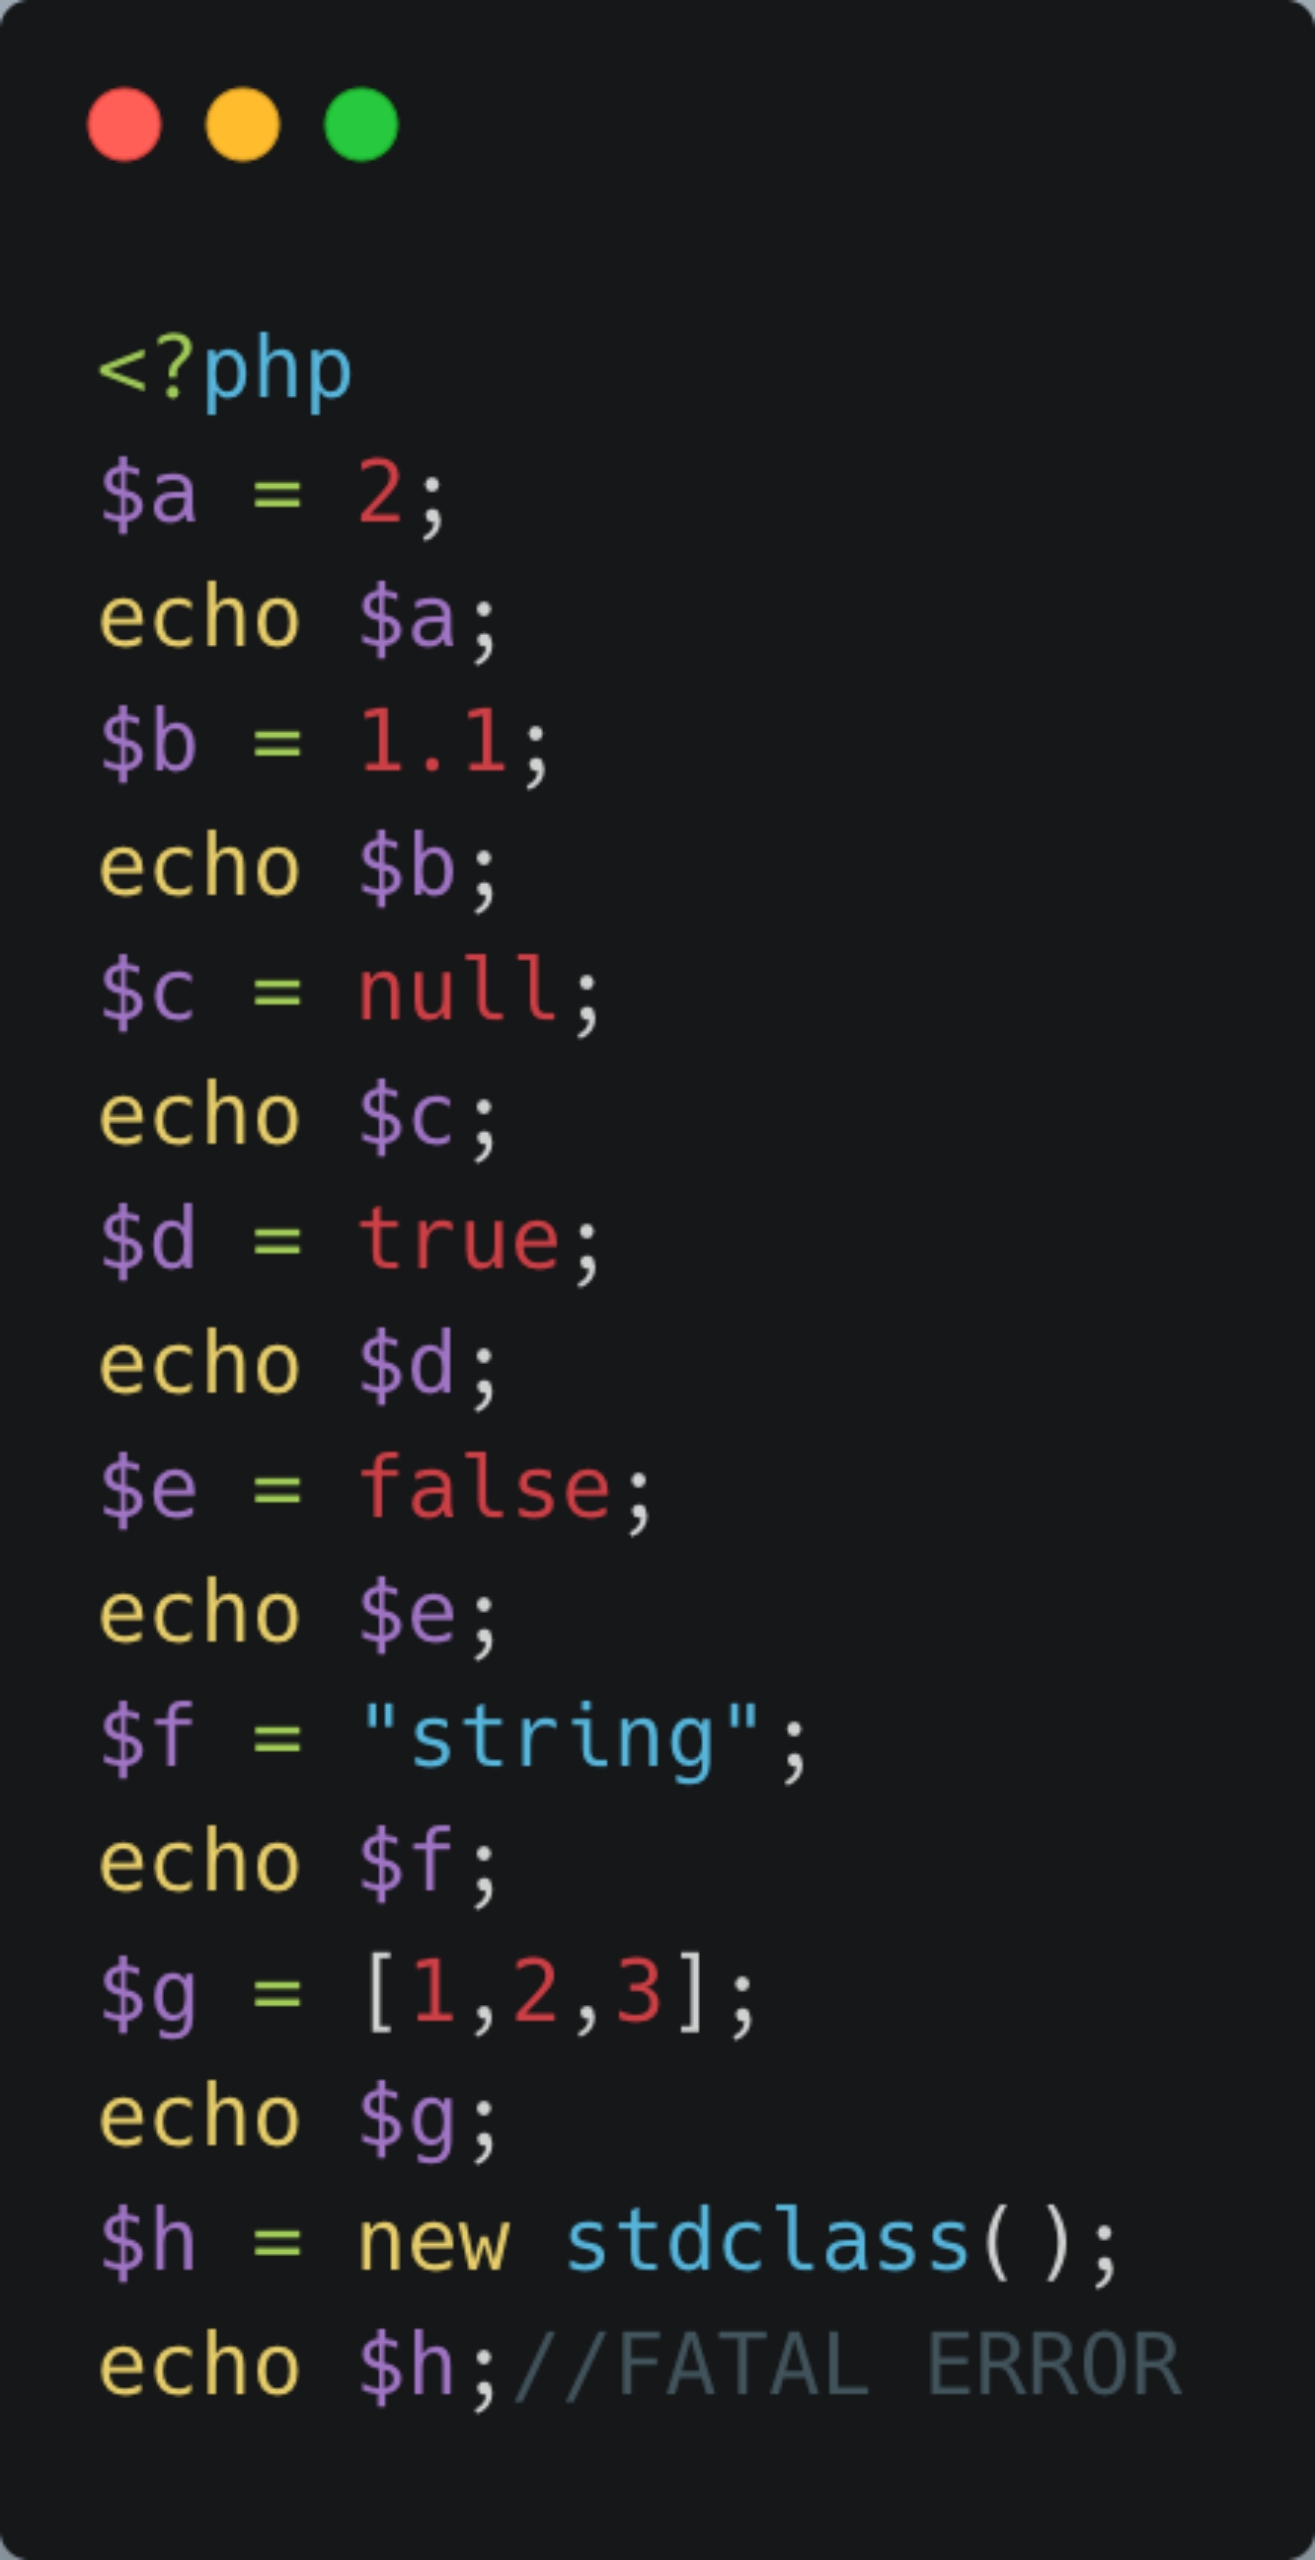 <?php
$a = 2;
echo $a;
$b = 1.1;
echo $b;
$c = null;
echo $c;
$d = true;
echo $d;
$e = false;
echo $e;
$f = "string";
echo $f;
$g = [1,2,3];
echo $g;
$h = new stdclass();
echo $h;//FATAL ERROR